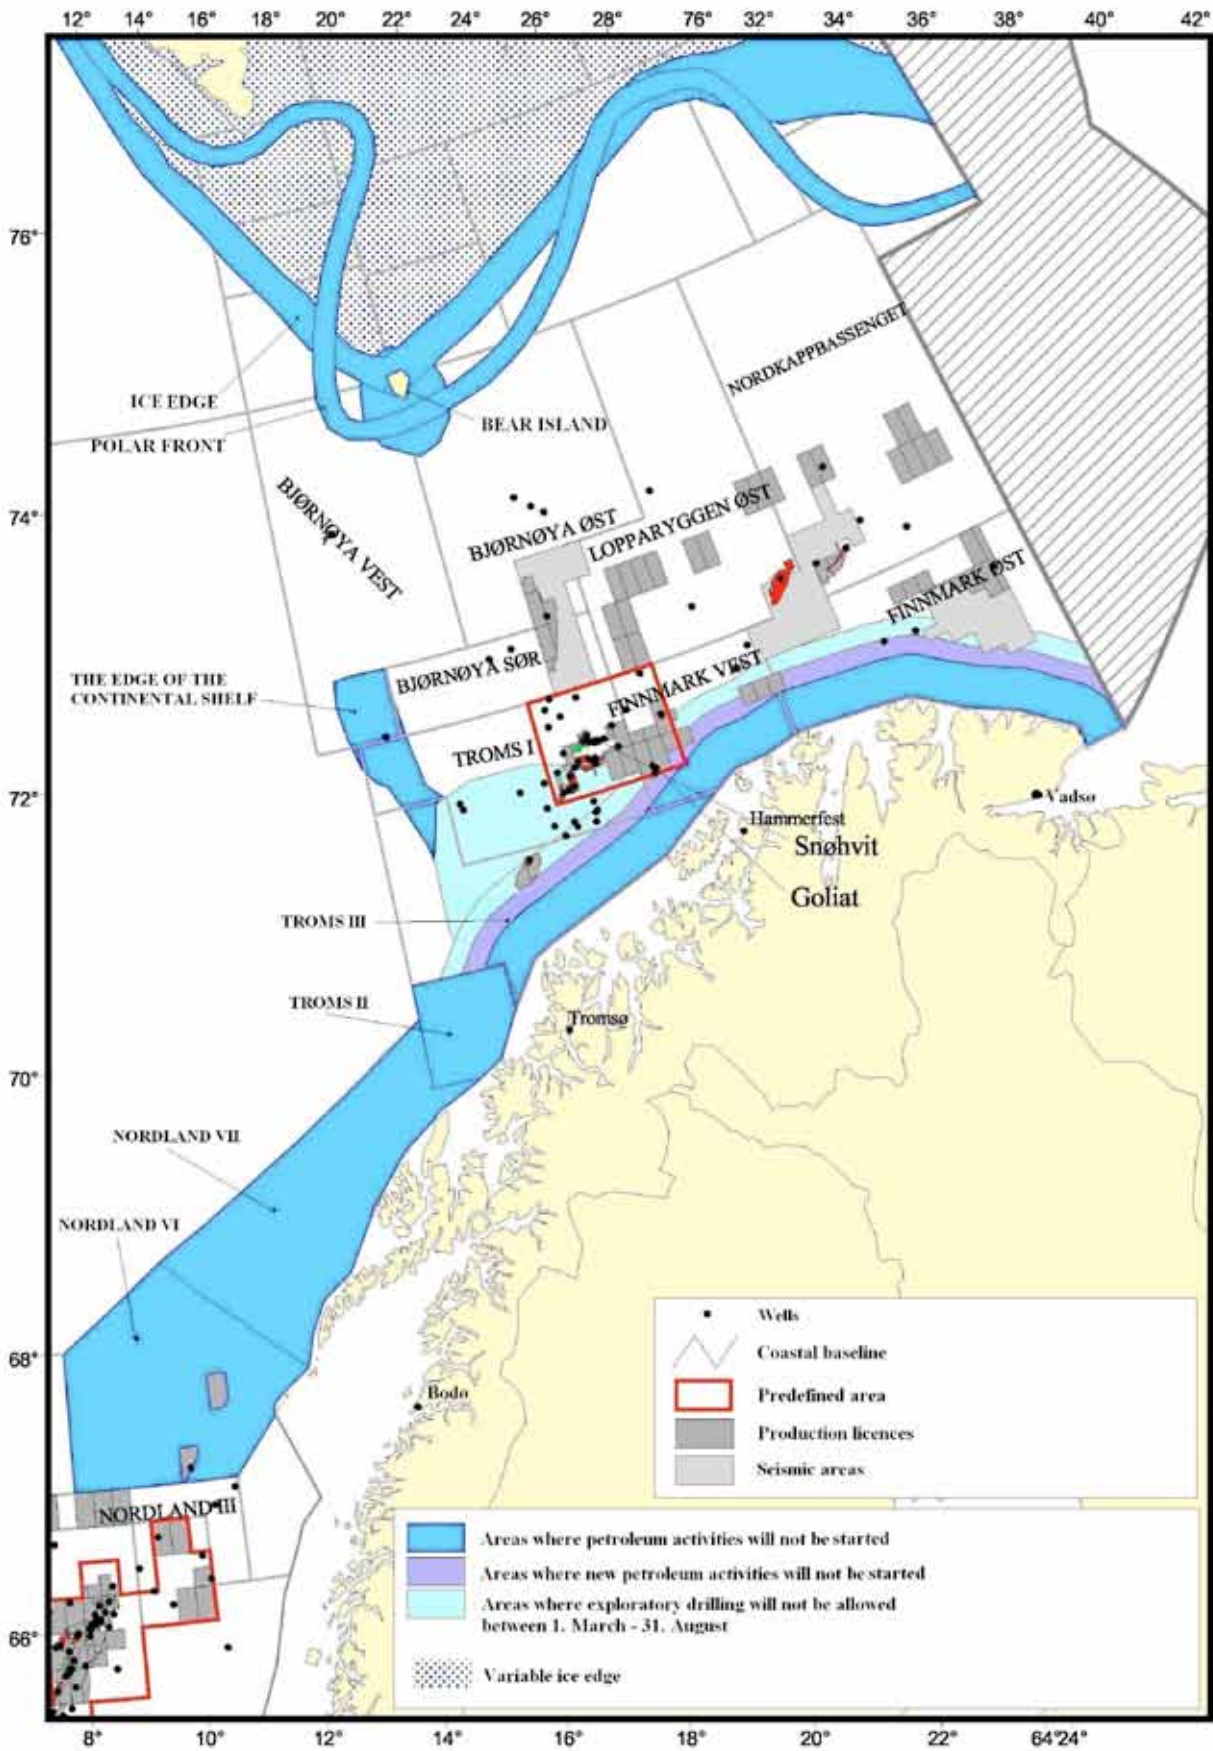 12° 14° 16° 18° 20° 22° 24° 26° 28° 76° 32° 34° 36° 38° 40° 42°
76°
NORDKAPPBASSENGET
ICE EDGE
BEAR ISLAND
POLAR FRONT
BJØRNØYA VEST
74°
BJØRNØYA ØST
LOPPARYGGEN ØST
FINNMARK ØST
BJØRNØYA SØR
THE EDGE OF THE
CONTINENTAL SHELF
FINNMARK VEST
TROMS I
72°
Vadsø
Hammerfest
Snøhvit
Goliat
TROMS III
TROMS II
Tromsø
70°
NORDLAND VII
NORDLAND VI
68°
Bodø
Wells
Coastal baseline
Predefined area
Production licences
Seismic areas
NORDLAND III
Areas where petroleum activities will not be started
Areas where new petroleum activities will not be started
Areas where exploratory drilling will not be allowed
between 1. March - 31. August
66°
Variable ice edge
8° 10° 12° 14° 16° 18° 20° 22° 64°24°